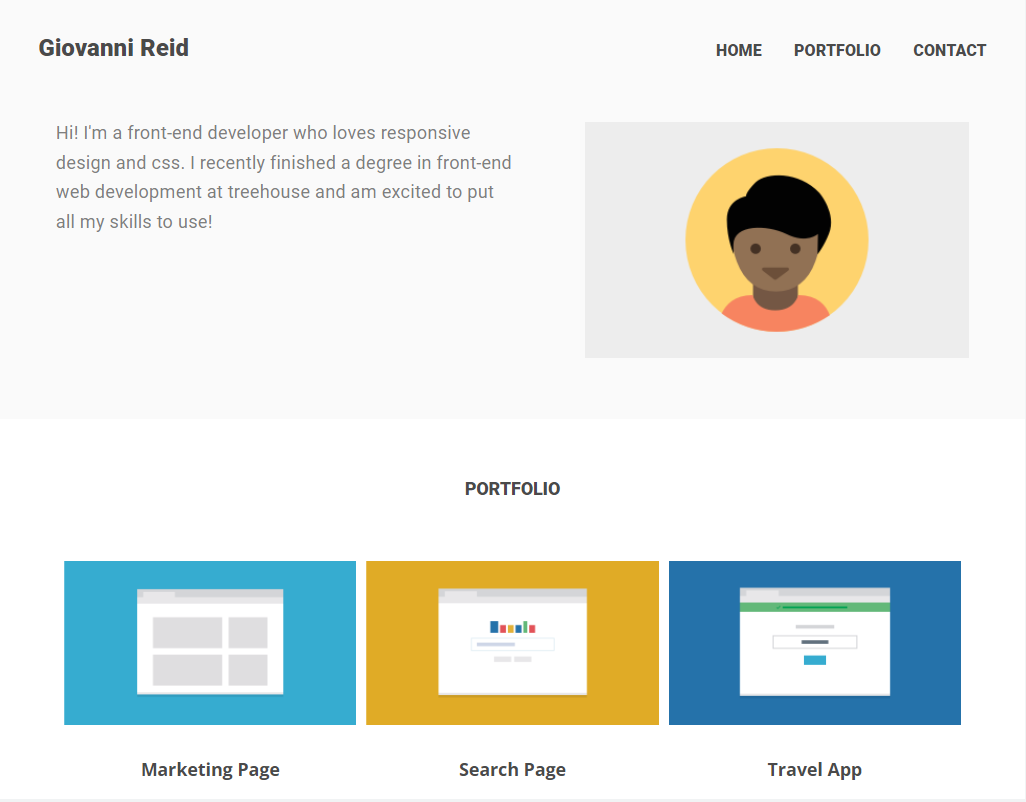 Giovanni Reid
HOME PORTFOLIO CONTACT
Hi! I'm a front-end developer who loves responsive
design and css. I recently finished a degree in front-end
web development at treehouse and am excited to put
all my skills to use!
PORTFOLIO
Marketing Page
Search Page
Travel App